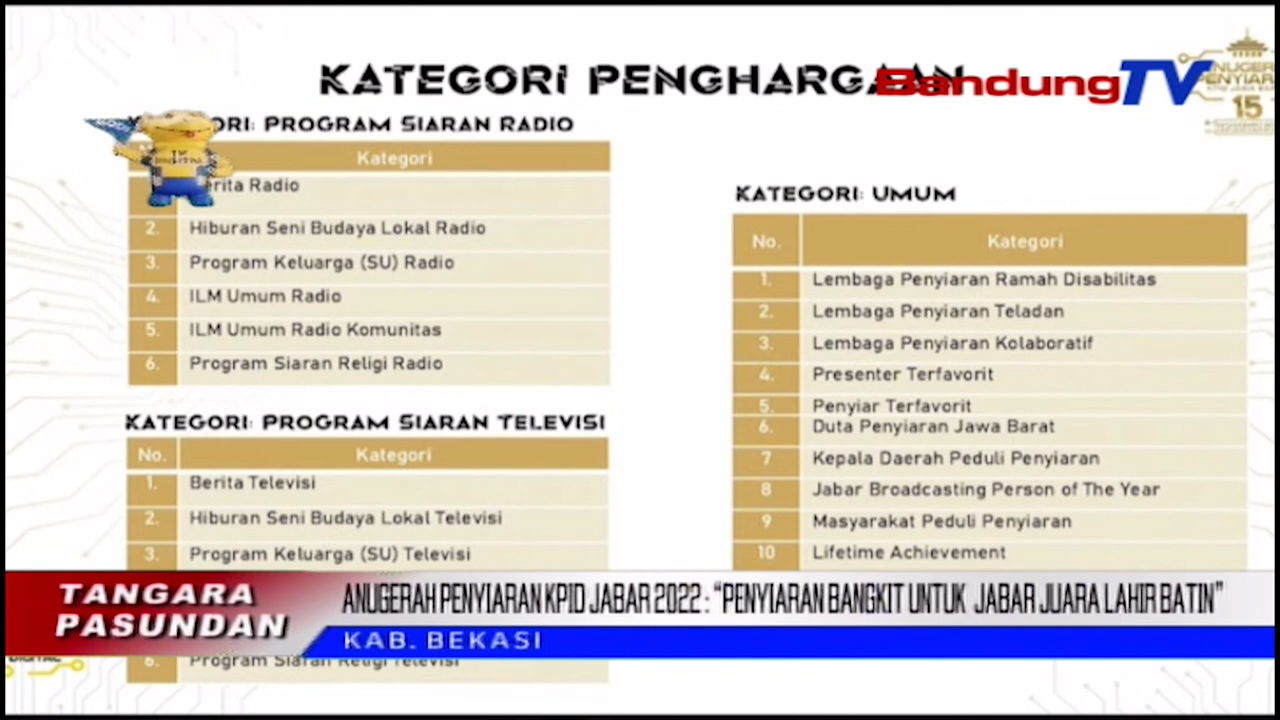 KATEGORI PENGHARGAAN
BandungTV
PENYIARAN
15
ORI: PROGRAM SIARAN RADIO
Kategori
Berita Radio
2. Hiburan Seni Budaya Lokal Radio
3. Program Keluarga (SU) Radio
4. ILM Umum Radio
5. ILM Umum Radio Komunitas
6. Program Siaran Religi Radio
KATEGORI: PROGRAM SIARAN TELEVISI
No. Kategori
1. Berita Televisi
2. Hiburan Seni Budaya Lokal Televisi
3. Program Keluarga (SU) Televisi
6. Program Siaran Religi Televisi
KATEGORI: UMUM
No. Kategori
1. Lembaga Penyiaran Ramah Disabilitas
2. Lembaga Penyiaran Teladan
3. Lembaga Penyiaran Kolaboratif
4. Presenter Terfavorit
5. Penyiar Terfavorit
6. Duta Penyiaran Jawa Barat
7 Kepala Daerah Peduli Penyiaran
8 Jabar Broadcasting Person of The Year
9 Masyarakat Peduli Penyiaran
10 Lifetime Achievement
TANGARA
PASUNDAN
ANUGERAH PENYIARAN KPID JABAR 2022 : “PENYIARAN BANGKIT UNTUK JABAR JUARA LAHIR BATIN”
KAB. BEKASI
DIGITAL